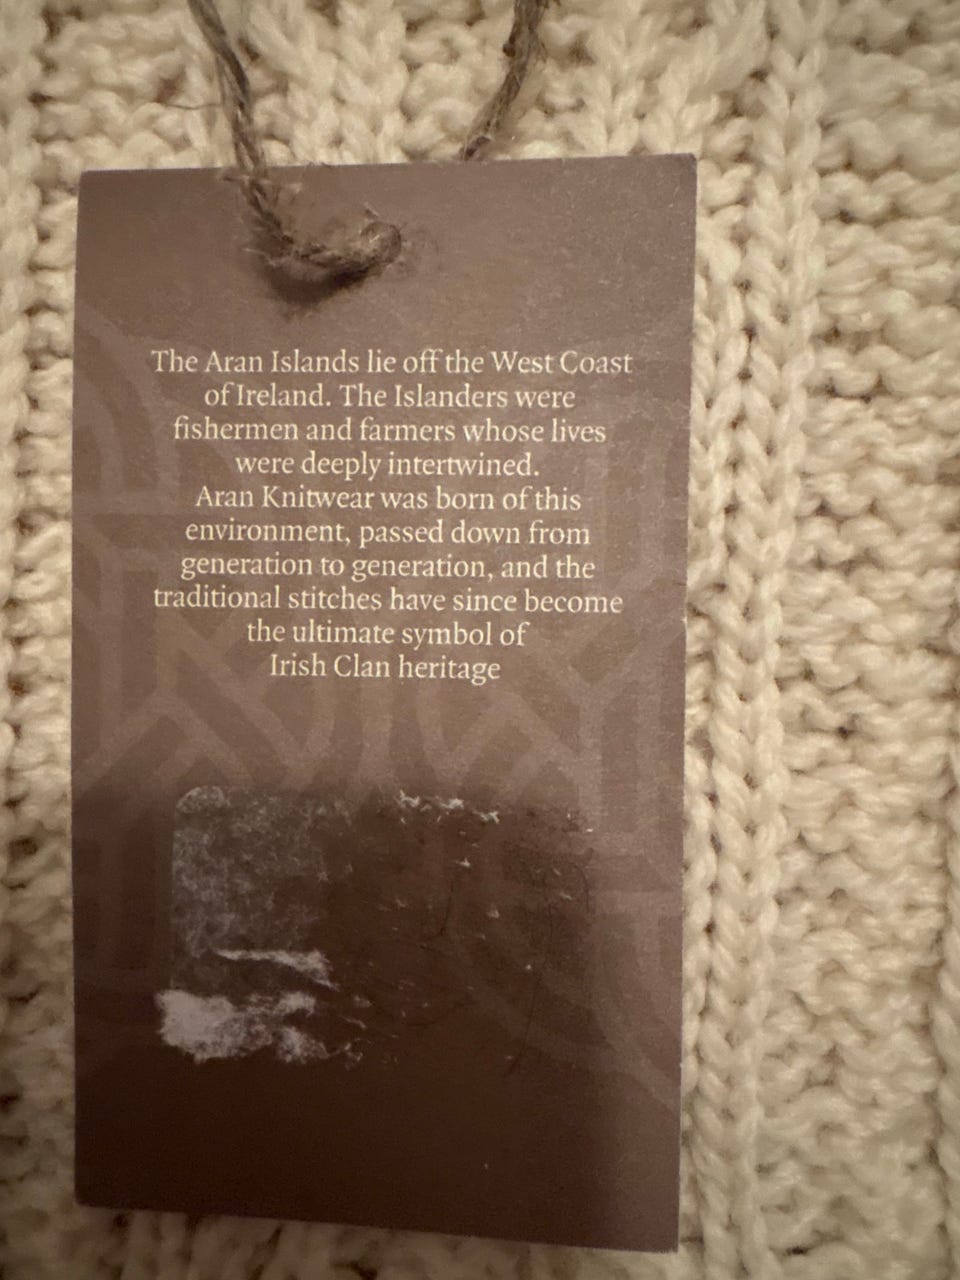 The Aran Islands lie off the West Coast
of Ireland. The Islanders were
fishermen and farmers whose lives
were deeply intertwined.
Aran Knitwear was born of this
environment, passed down from
generation to generation, and the
traditional stitches have since become
the ultimate symbol of
Irish Clan heritage